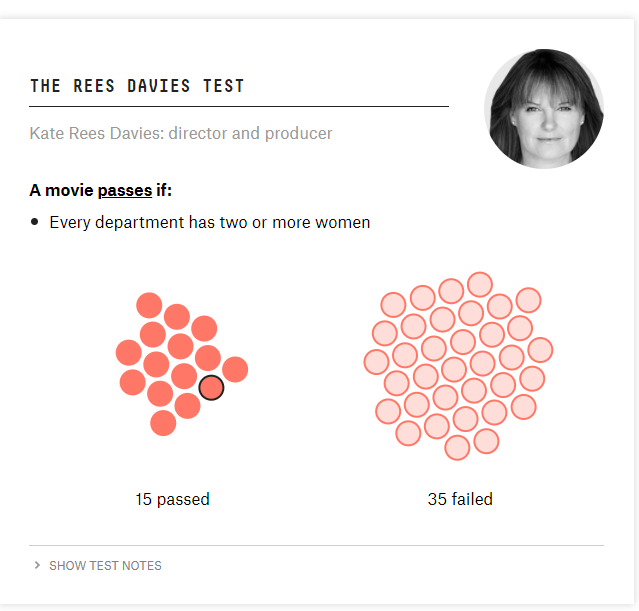 THE REES DAVIES TEST
Kate Rees Davies: director and producer
A movie passes if:
Every department has two or more women
15 passed
35 failed
SHOW TEST NOTES